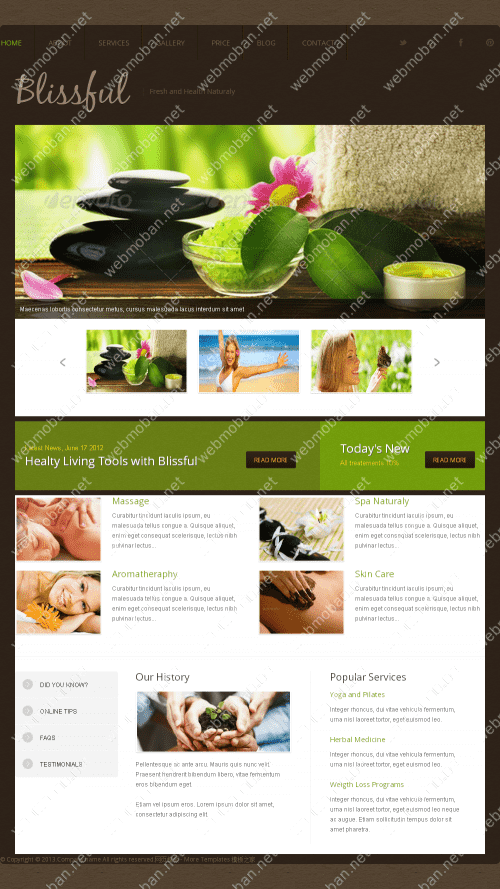 HOME ABOUT SERVICES GALLERY PRICE BLOG CONTACTS
Blissful
Fresh and Health Naturaly
Maecenas lobortis consectetur metus, cursus malesuada lacus interdum sit amet
Latest News, June 17 2012
Healty Living Tools with Blissful
READ MORE
Today's New
All treatements 10%
READ MORE
Massage
Curabitur tincidunt iaculis ipsum, eu
malesuada tellus congue a. Quisque aliquet,
enim eget consequat scelerisque, lectus nibh
pulvinar lectus...
Spa Naturaly
Curabitur tincidunt iaculis ipsum, eu
malesuada tellus congue a. Quisque aliquet,
enim eget consequat scelerisque, lectus nibh
pulvinar lectus...
Aromatheraphy
Curabitur tincidunt iaculis ipsum, eu
malesuada tellus congue a. Quisque aliquet,
enim eget consequat scelerisque, lectus nibh
pulvinar lectus...
Skin Care
Curabitur tincidunt iaculis ipsum, eu
malesuada tellus congue a. Quisque aliquet,
enim eget consequat scelerisque, lectus nibh
pulvinar lectus...
DID YOU KNOW?
ONLINE TIPS
FAQS
TESTIMONIALS
Our History
Pellentesque ac ante arcu. Mauris quis nunc velit.
Praesent hendrerit bibendum libero, vitae fermentum
eros bibendum eget.
Etiam vel ipsum eros. Lorem ipsum dolor sit amet,
consectetur adipiscing elit.
Popular Services
Yoga and Pilates
Integer rhoncus, dui vitae vehicula fermentum,
urna nisl laoreet tortor, eget euismod leo.
Herbal Medicine
Integer rhoncus, dui vitae vehicula fermentum,
urna nisl laoreet tortor, eget euismod leo.
Weigth Loss Programs
Integer rhoncus, dui vitae vehicula fermentum,
urna nisl laoreet tortor, eget euismod leo neque
ac augue. Etiam sollicitudin tempus dolor sit
amet pharetra.
© Copyright © 2013.Company name All rights reserved. More Templates 模板之家
webmoban.net